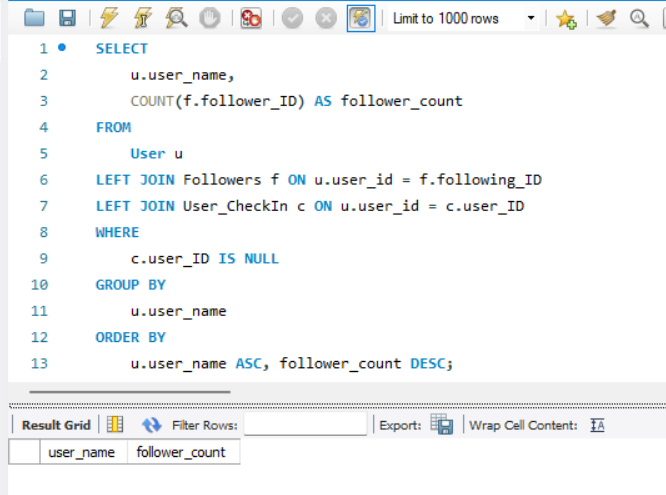 Limit to 1000 rows
1 SELECT
2 u.user_name,
3 COUNT(f.follower_ID) AS follower_count
4 FROM
5 User u
6 LEFT JOIN Followers f ON u.user_id = f.following_ID
7 LEFT JOIN User_CheckIn c ON u.user_id = c.user_ID
8 WHERE
9 c.user_ID IS NULL
10 GROUP BY
11 u.user_name
12 ORDER BY
13 u.user_name ASC, follower_count DESC;
Result Grid Filter Rows: Export: Wrap Cell Content: IA
user_name follower_count